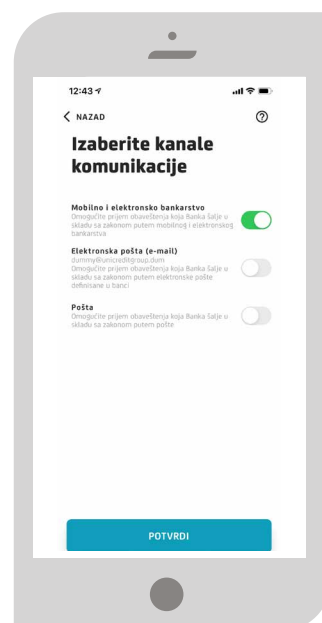 12:43
NAZAD
Izaberite kanale
komunikacije
Mobilno i elektronsko bankarstvo
Omogućite prijem obaveštenja koja Banka šalje u
skladu sa zakonom putem mobilnog i elektronskog
bankarstva
Elektronska pošta (e-mail)
dummy@unicreditgroup.dum
Omogućite prijem obaveštenja koja Banka šalje u
skladu sa zakonom putem elektronske pošte
definisane u banci
Pošta
Omogućite prijem obaveštenja koja Banka šalje u
skladu sa zakonom putem pošte
POTVRDI